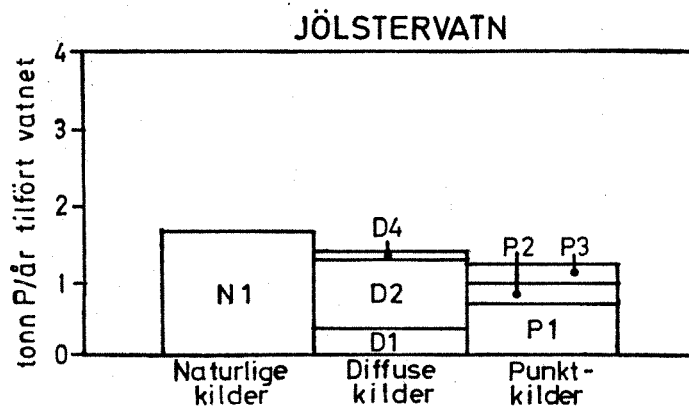 JÖLSTERVATN
tonn P/år tilfört vatnet
4
3
2
1
0
N1
D4
D2
D1
P2 P3
P1
Naturlige kilder
Diffuse kilder
Punkt-
kilder